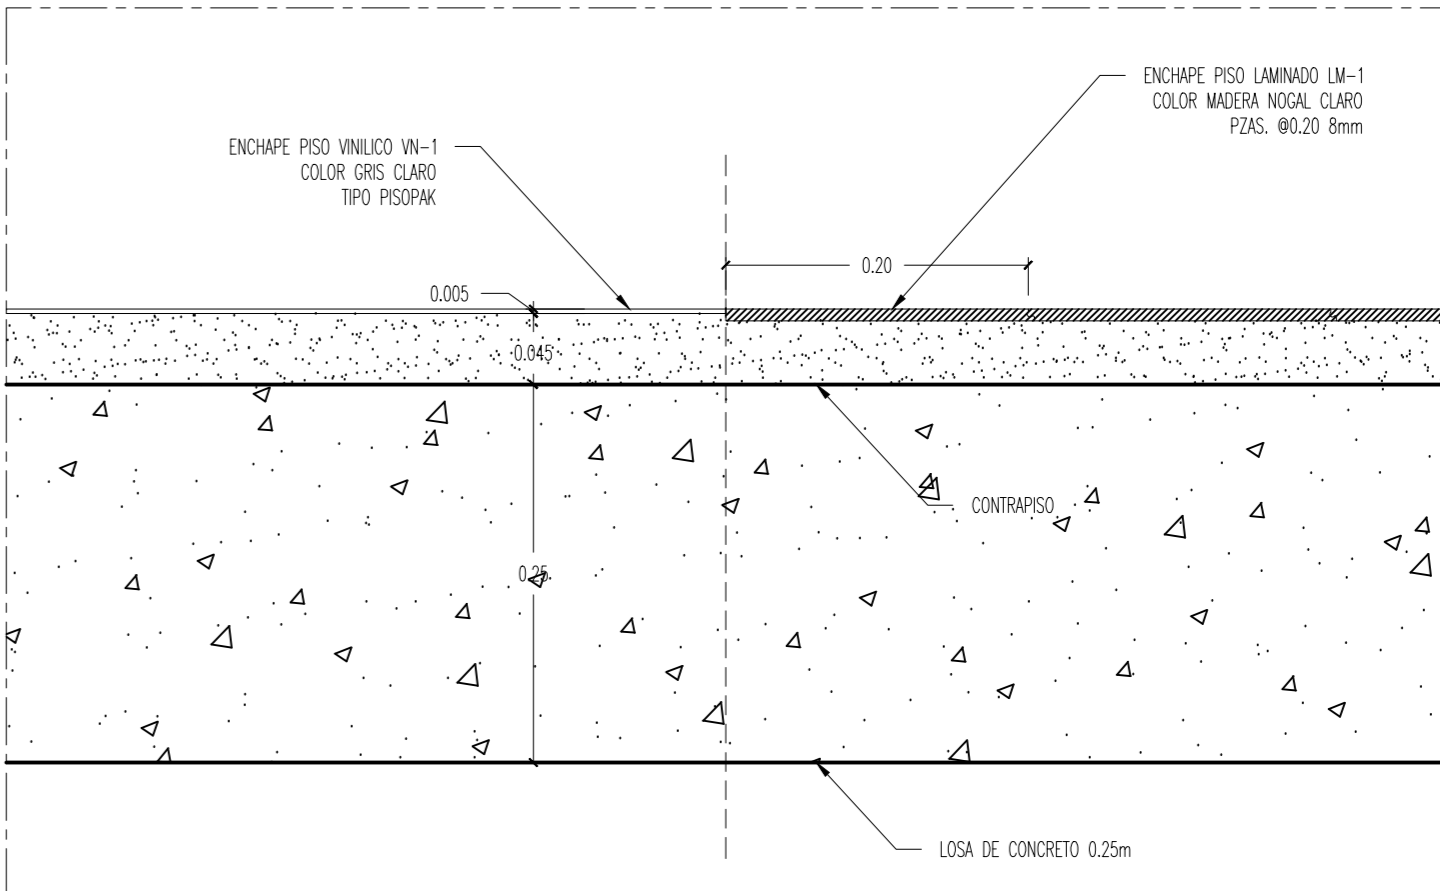 ENCHAPE PISO LAMINADO LM-1
COLOR MADERA NOGAL CLARO
PZAS. @0.20 8mm
ENCHAPE PISO VINILICO VN-1
COLOR GRIS CLARO
TIPO PISOPAK
0.20
0.005
0.045
CONTRAPISO
0.25
LOSA DE CONCRETO 0.25m